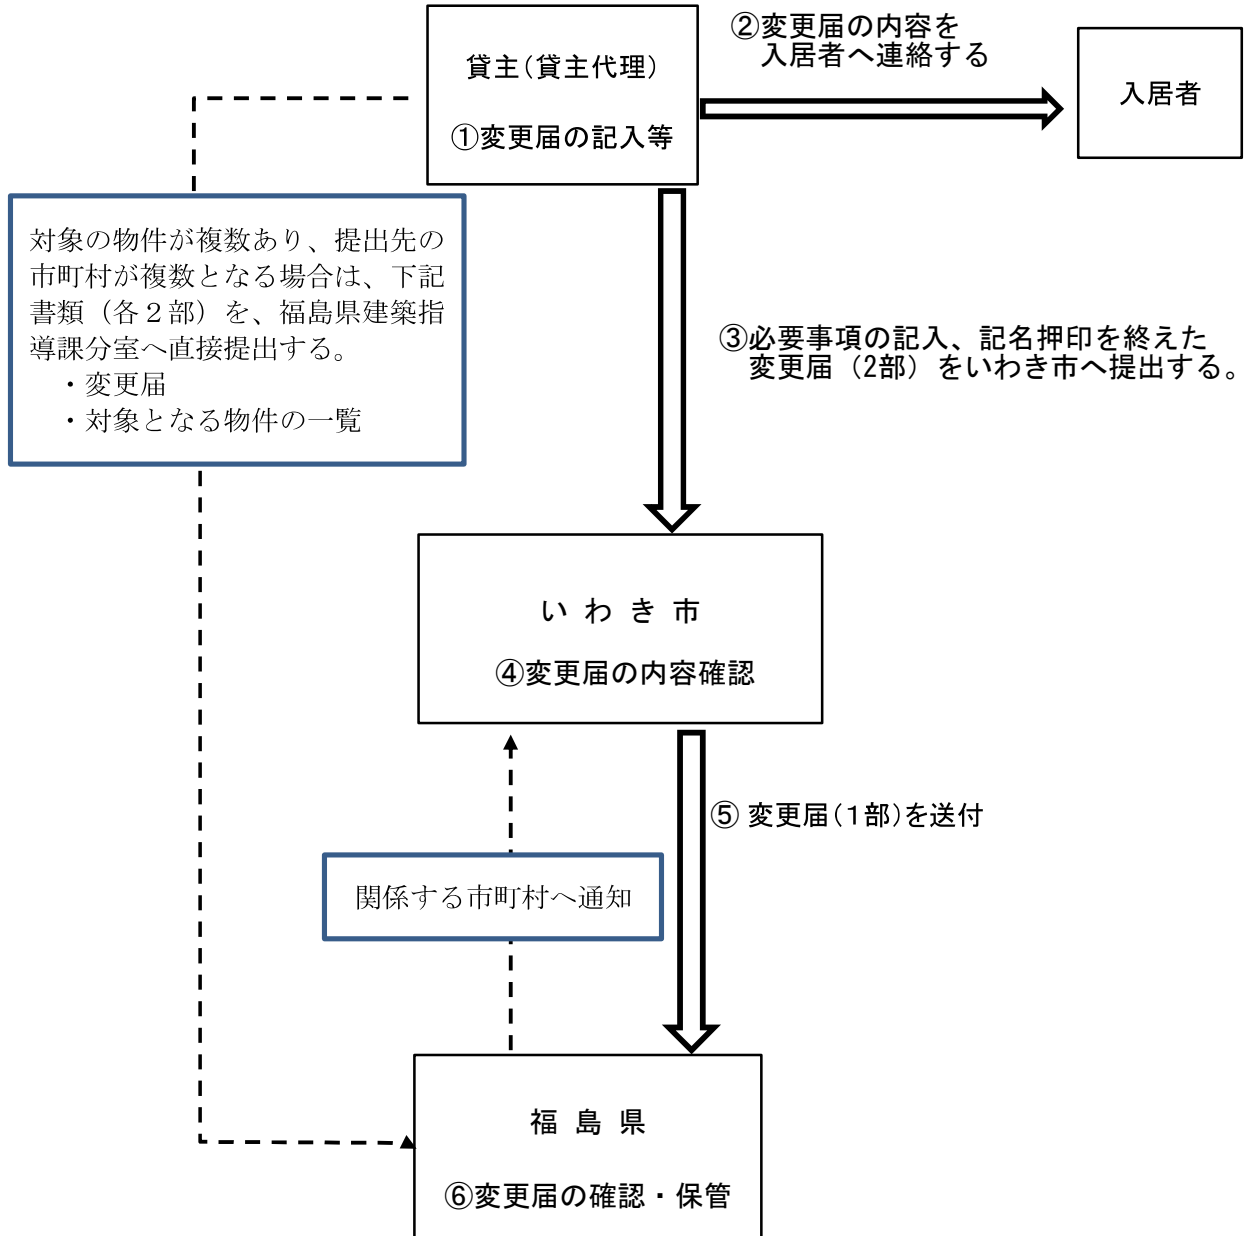 貸主（貸主代理）
①変更届の記入等
②変更届の内容を
入居者へ連絡する
入居者
対象の物件が複数あり、提出先の
市町村が複数となる場合は、下記
書類（各２部）を、福島県建築指
導課分室へ直接提出する。
・変更届
・対象となる物件の一覧
③必要事項の記入、記名押印を終えた
変更届（2部）をいわき市へ提出する。
い わ き 市
④変更届の内容確認
⑤ 変更届（１部）を送付
関係する市町村へ通知
福 島 県
⑥変更届の確認・保管